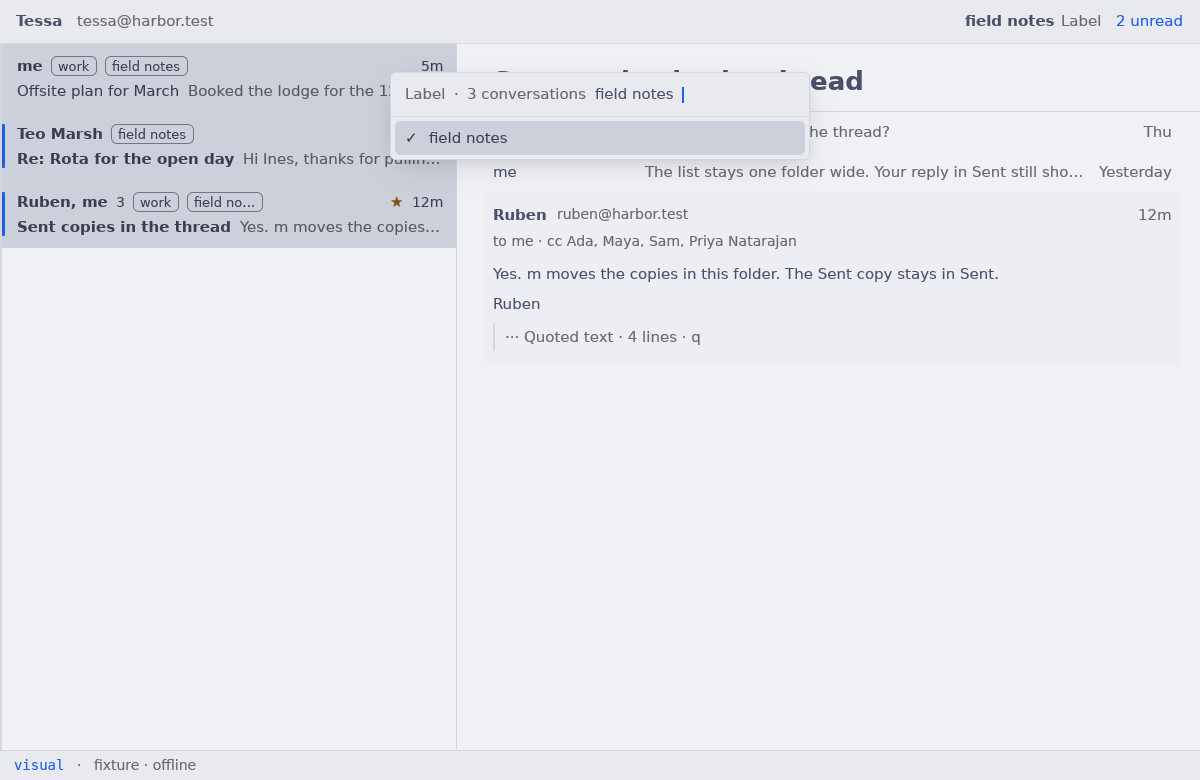 Tessa tessa@harbor.test field notes Label 2 unread
me work field notes 5m
Offsite plan for March Booked the lodge for the
Teo Marsh field notes
Re: Rota for the open day Hi Ines, thanks for
Ruben, me 3 work field no… ★ 12m
Sent copies in the thread Yes. m moves the copies…
Label · 3 conversations field notes
✓ field notes
he thread? Thu
me The list stays one folder wide. Your reply in Sent still sho… Yesterday
Ruben ruben@harbor.test 12m
to me · cc Ada, Maya, Sam, Priya Natarajan
Yes. m moves the copies in this folder. The Sent copy stays in Sent.
Ruben
··· Quoted text · 4 lines · q
visual · fixture · offline